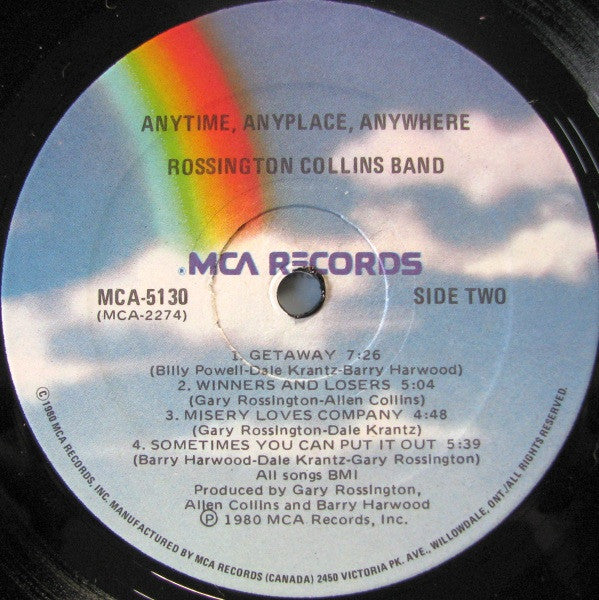 ANYTIME, ANYPLACE, ANYWHERE
ROSSINGTON COLLINS BAND
MCA RECORDS
MCA-5130
(MCA-2274)
SIDE TWO
1. GETAWAY 7:26
(Billy Powell-Dale Krantz-Barry Harwood)
2. WINNERS AND LOSERS 5:04
(Gary Rossington-Allen Collins)
3. MISERY LOVES COMPANY 4:48
(Gary Rossington-Dale Krantz)
4. SOMETIMES YOU CAN PUT IT OUT 5:39
(Barry Harwood-Dale Krantz-Gary Rossington)
All songs BMI
Produced by Gary Rossington,
Allen Collins and Barry Harwood
Ⓟ 1980 MCA Records, Inc.
© 1980 MCA RECORDS, INC. MANUFACTURED BY MCA RECORDS (CANADA) 2450 VICTORIA PK. AVE., WILLOWDALE, ONT./ALL RIGHTS RESERVED.